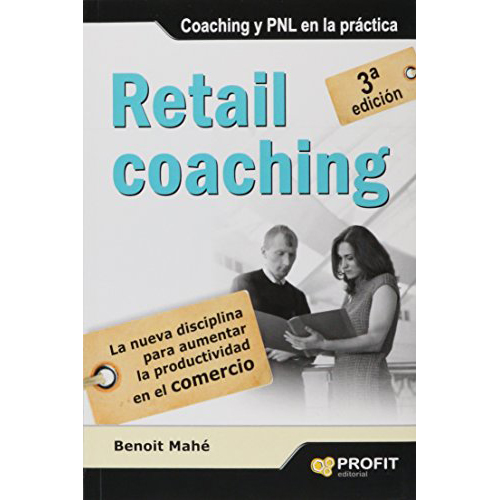 Coaching y PNL en la práctica
3ª
edición
Retail
coaching
La nueva disciplina
para aumentar
la productividad
en el comercio
Benoit Mahé
PROFIT
editorial